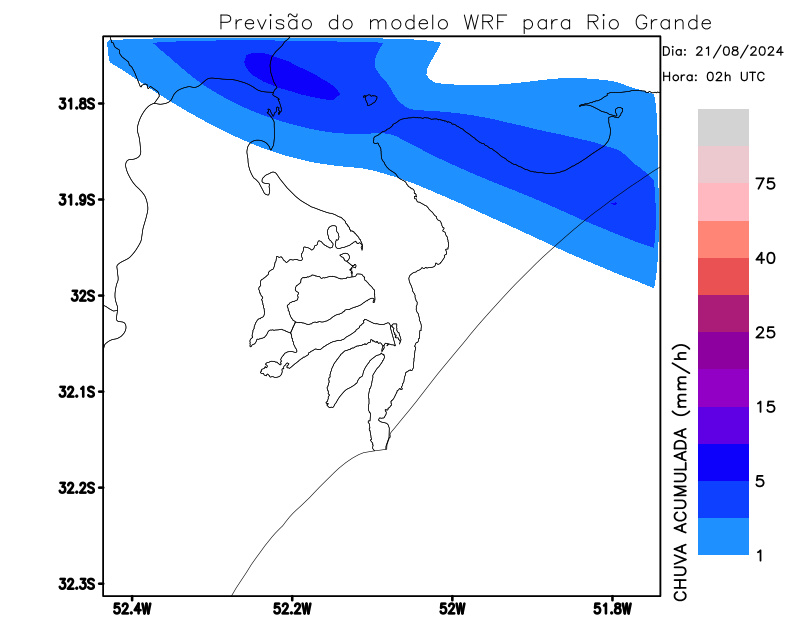 Previsão do modelo WRF para Rio Grande
Dia: 21/08/2024
Hora: 02h UTC
31.8S
31.9S
32S
32.1S
32.2S
32.3S
52.4W
52.2W
52W
51.8W
CHUVA ACUMULADA (mm/h)
75
40
25
15
5
1